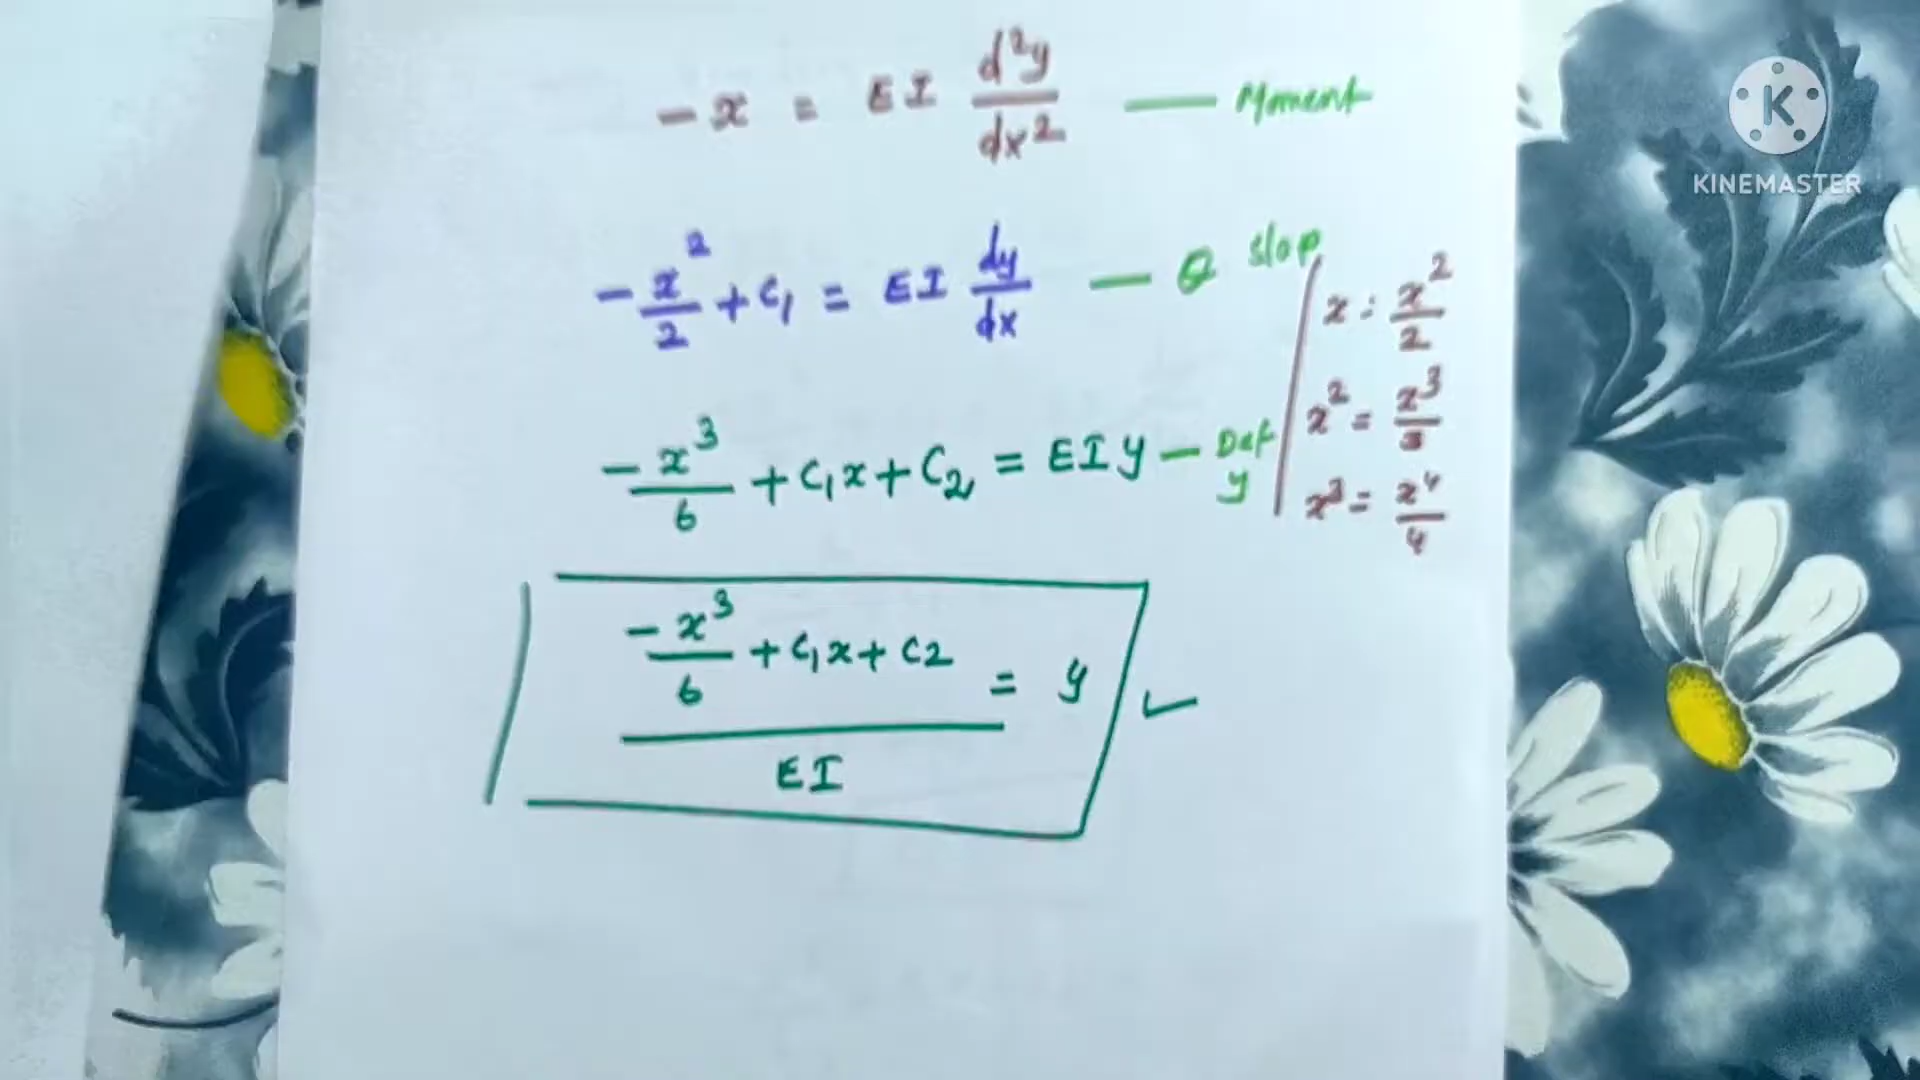 -x = EI d²y/dx² — Moment
-x²/2 + C₁ = EI dy/dx — θ slop
-x³/6 + C₁x + C₂ = EIy — Def y
x : x²/2
x² = x³/3
x³ = x⁴/4
(-x³/6 + C₁x + C2)/EI = y ✓
K
KINEMASTER